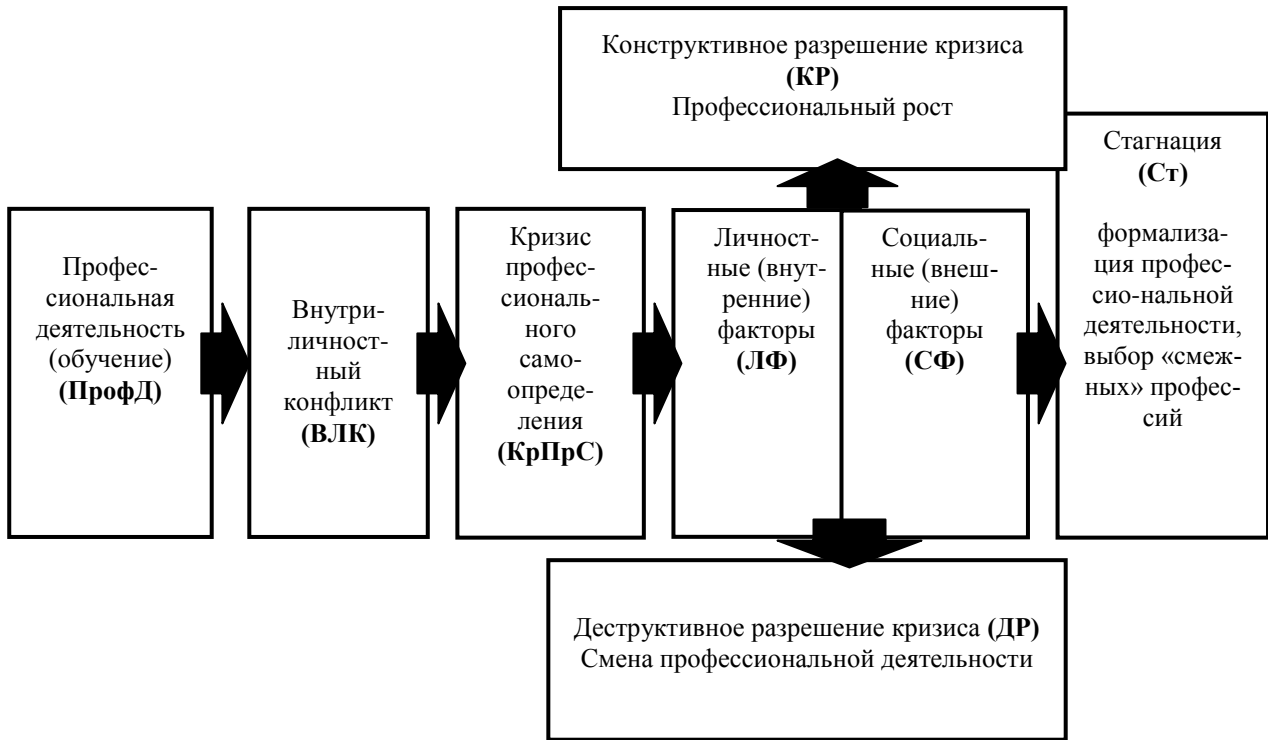 Конструктивное разрешение кризиса
(КР)
Профессиональный рост
Профес-
сиональная
деятельность
(обучение)
(ПрофД)
Внутри-
личност-
ный
конфликт
(ВЛК)
Кризис
профес-
сиональ-
ного
само-
опреде-
ления
(КрПрС)
Личност-
ные (внут-
ренние)
факторы
(ЛФ)
Социаль-
ные (внеш-
ние)
факторы
(СФ)
Стагнация
(Ст)
формализа-
ция профес-
сио-нальной
деятельности,
выбор «смеж-
ных» профес-
сий
Деструктивное разрешение кризиса (ДР)
Смена профессиональной деятельности